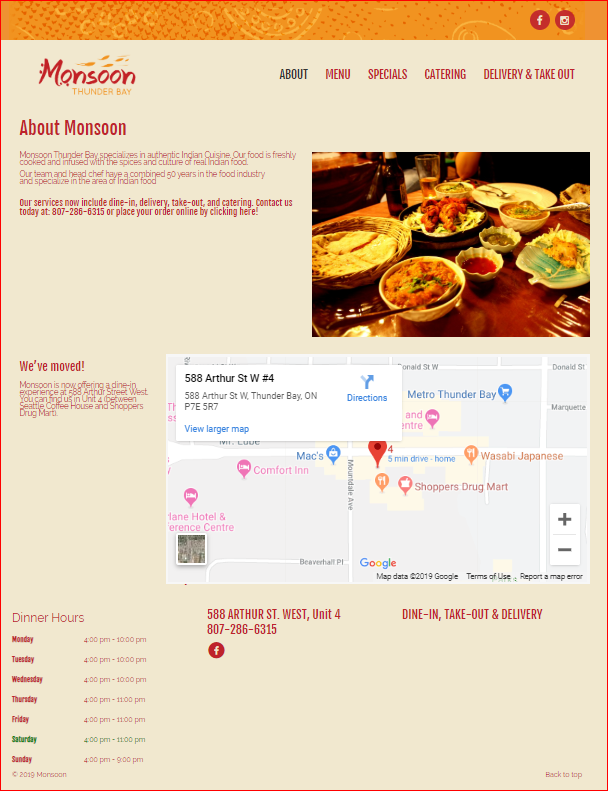 Monsoon
THUNDER BAY
ABOUT MENU SPECIALS CATERING DELIVERY & TAKE OUT
About Monsoon
Monsoon Thunder Bay specializes in authentic Indian Cuisine. Our food is freshly
cooked and infused with the spices and culture of real Indian food.
Our team and head chef have a combined 50 years in the food industry
and specialize in the area of Indian food
Our services now include dine-in, delivery, take-out, and catering. Contact us
today at: 807-286-6315 or place your order online by clicking here!
We've moved!
Monsoon is now offering a dine-in
experience at 588 Arthur Street West.
You can find us in Unit 4 (between
Seattle Coffee House and Shoppers
Drug Mart).
588 Arthur St W #4
588 Arthur St W, Thunder Bay, ON
P7E 5R7
Directions
View larger map
Donald St W
Donald St
Metro Thunder Bay
Marquette
and
entre
Mr. Lube
Mac's
4
5 min drive · home
Wasabi Japanese
Comfort Inn
Mountdale Ave
Shoppers Drug Mart
lane Hotel &
ference Centre
Beaverhall Pl
Google
Map data ©2019 Google Terms of Use Report a map error
Dinner Hours
Monday 4:00 pm - 10:00 pm
Tuesday 4:00 pm - 10:00 pm
Wednesday 4:00 pm - 10:00 pm
Thursday 4:00 pm - 11:00 pm
Friday 4:00 pm - 11:00 pm
Saturday 4:00 pm - 11:00 pm
Sunday 4:00 pm - 9:00 pm
588 ARTHUR ST. WEST, Unit 4
807-286-6315
DINE-IN, TAKE-OUT & DELIVERY
© 2019 Monsoon
Back to top